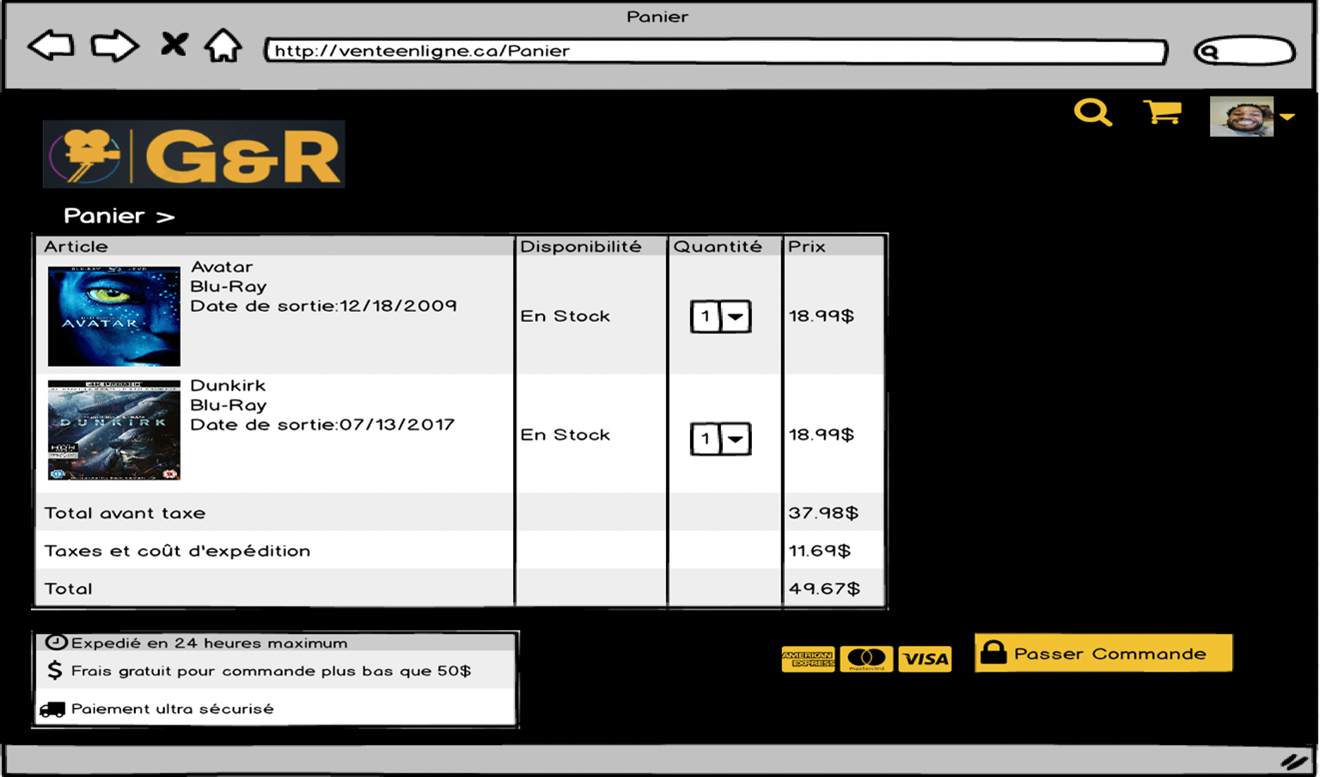 Panier
http://venteenligne.ca/Panier
G&R
Panier >
Article Disponibilité Quantité Prix
Avatar
Blu-Ray
Date de sortie:12/18/2009
AVATAR
En Stock 1 18.99$
Dunkirk
Blu-Ray
Date de sortie:07/13/2017
DUNKIRK
En Stock 1 18.99$
Total avant taxe 37.98$
Taxes et coût d'expédition 11.69$
Total 49.67$
Expedié en 24 heures maximum
$ Frais gratuit pour commande plus bas que 50$
Paiement ultra sécurisé
AMERICAN EXPRESS
mastercard
VISA
Passer Commande